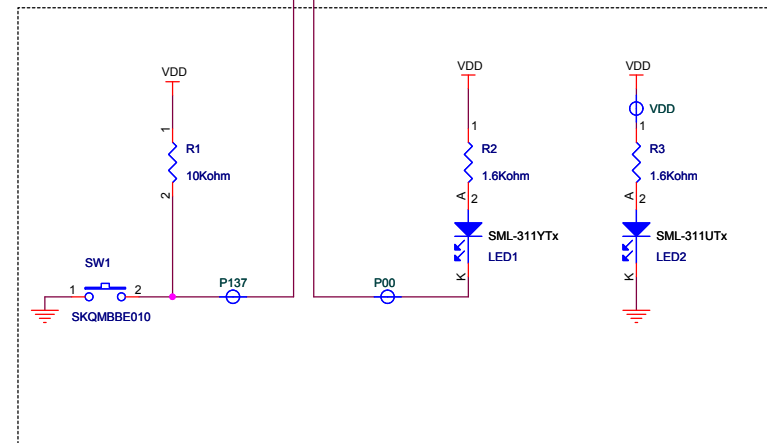 VDD
VDD
VDD
VDD
1
R1
10Kohm
2
1
R2
1.6Kohm
A
2
SML-311YTx
LED1
K
1
R3
1.6Kohm
A
2
SML-311UTx
LED2
K
SW1
1
2
SKQMBBE010
P137
P00